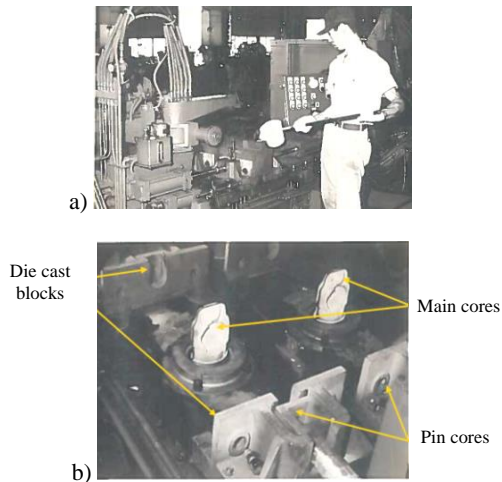 a)
Die cast
blocks
Main cores
Pin cores
b)